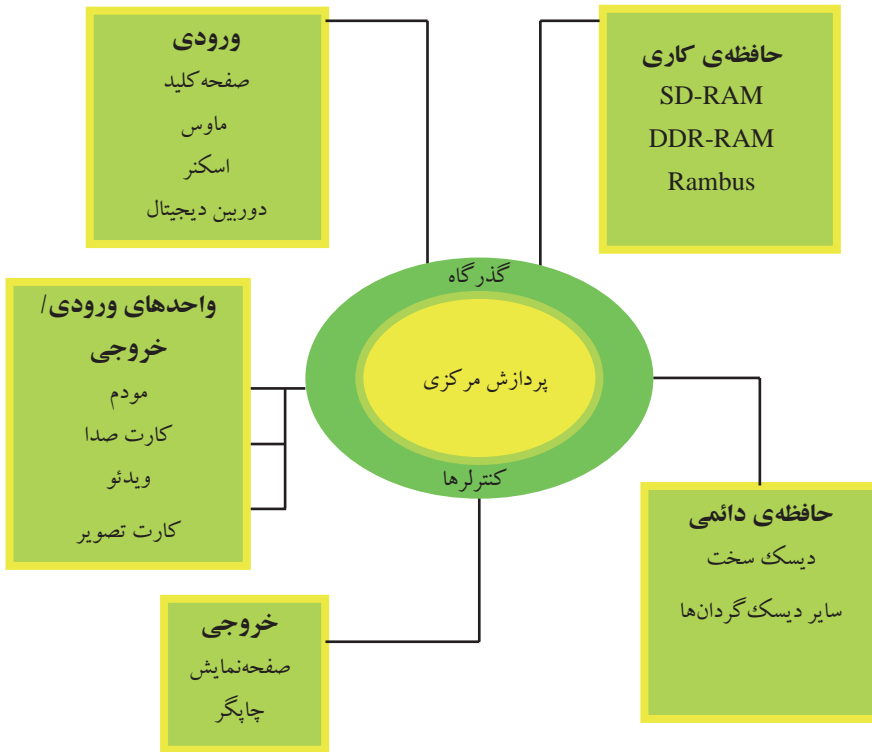 حافظه‌ی کاری
SD-RAM
DDR-RAM
Rambus
ورودی
صفحه کلید
ماوس
اسکنر
دوربین دیجیتال
گذرگاه
پردازش مرکزی
کنترلرها
واحدهای ورودی/
خروجی
مودم
کارت صدا
ویدئو
کارت تصویر
حافظه‌ی دائمی
دیسک سخت
سایر دیسک گردان‌ها
خروجی
صفحه‌نمایش
چاپگر